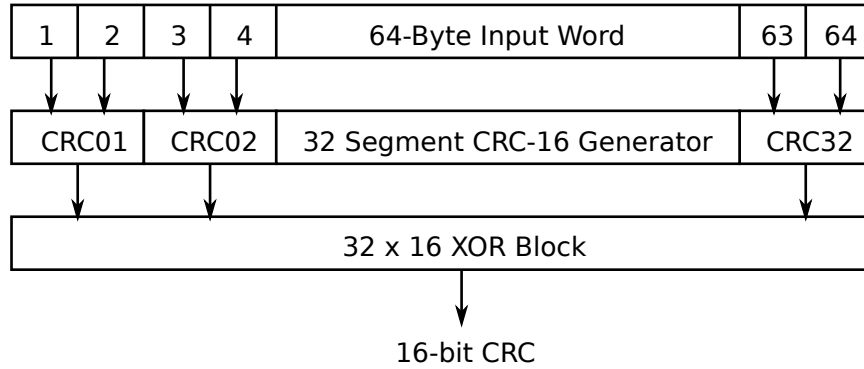 1 2 3 4 64-Byte Input Word 63 64
CRC01 CRC02 32 Segment CRC-16 Generator CRC32
32 x 16 XOR Block
16-bit CRC